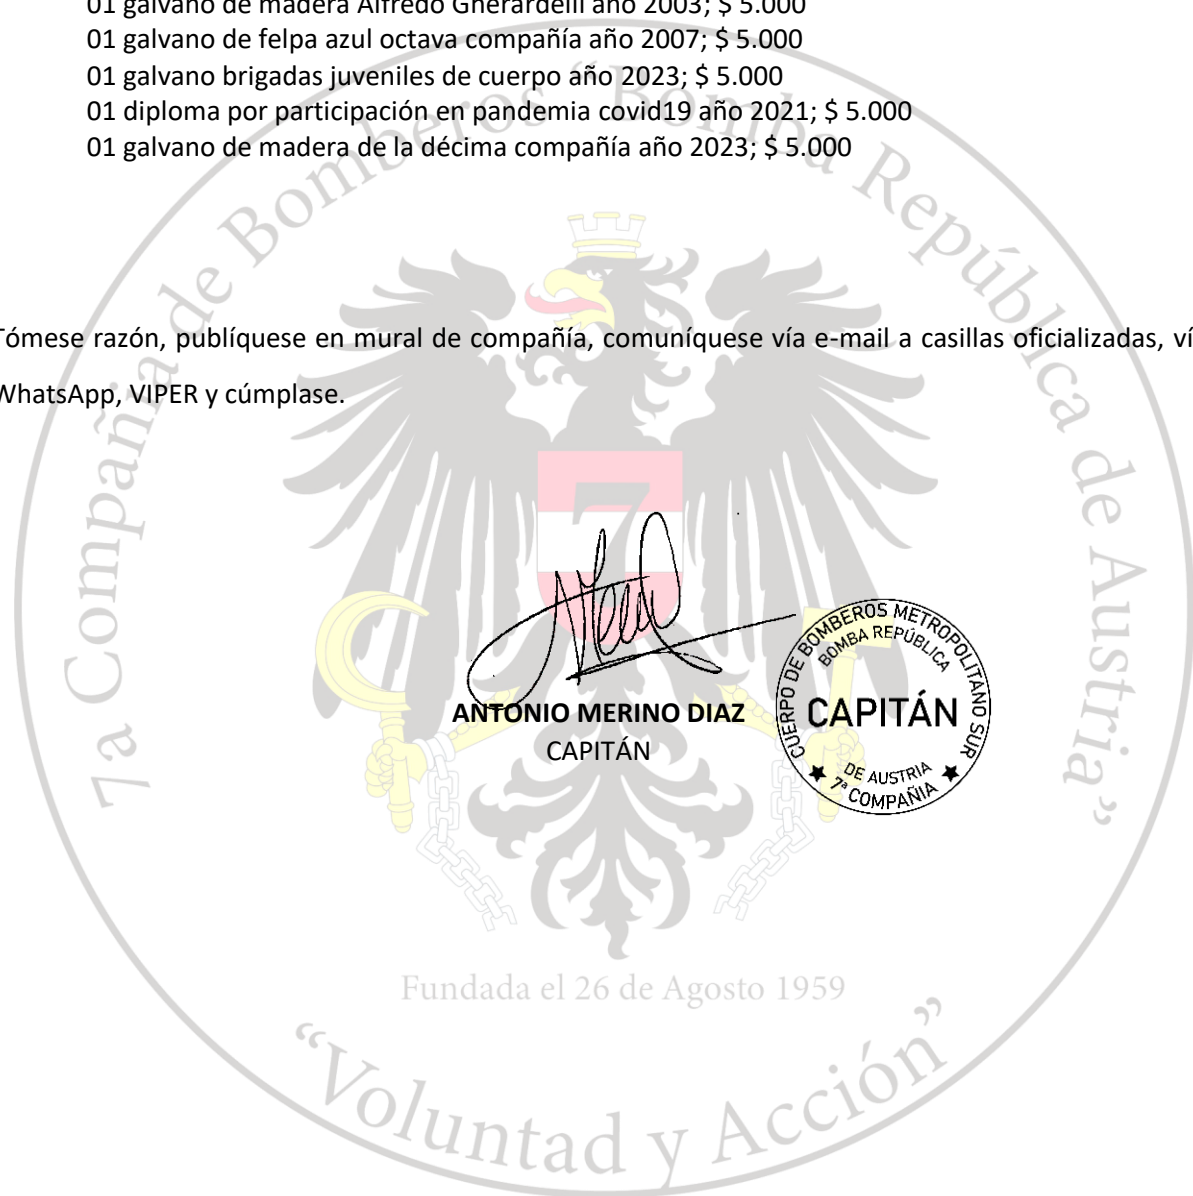 01 galvano de madera Alfredo Gherardelli año 2003; $ 5.000
01 galvano de felpa azul octava compañía año 2007; $ 5.000
01 galvano brigadas juveniles de cuerpo año 2023; $ 5.000
01 diploma por participación en pandemia covid19 año 2021; $ 5.000
01 galvano de madera de la décima compañía año 2023; $ 5.000
Tómese razón, publíquese en mural de compañía, comuníquese vía e-mail a casillas oficializadas, ví
WhatsApp, VIPER y cúmplase.
7
ANTONIO MERINO DIAZ
CAPITÁN
CUERPO DE BOMBEROS METROPOLITANO SUR
BOMBA REPÚBLICA
CAPITÁN
DE AUSTRIA
★ 7ª COMPAÑIA ★
7a Compañia de Bomberos “Bomba República de Austria”
Fundada el 26 de Agosto 1959
“Voluntad y Acción”